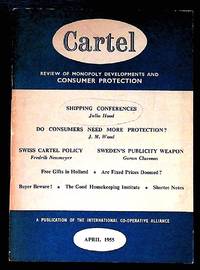 Cartel
REVIEW OF MONOPOLY DEVELOPMENTS AND
CONSUMER PROTECTION
SHIPPING CONFERENCES
Julia Hood
DO CONSUMERS NEED MORE PROTECTION?
J. M. Wood
SWISS CARTEL POLICY
Fredrik Neumeyer
SWEDEN'S PUBLICITY WEAPON
Goran Claesson
Free Gifts in Holland • Are Fixed Prices Doomed?
Buyer Beware! • The Good Housekeeping Institute • Shorter Notes
A PUBLICATION OF THE INTERNATIONAL CO-OPERATIVE ALLIANCE
APRIL 1955